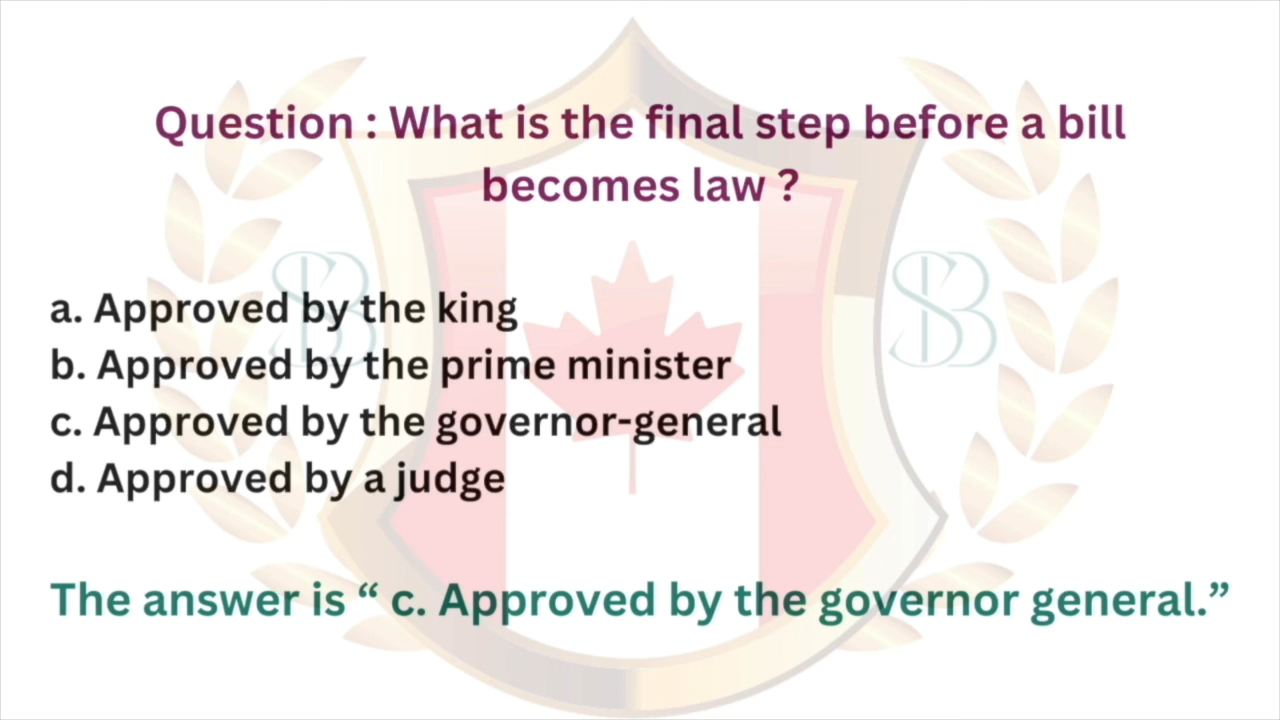 Question : What is the final step before a bill
becomes law ?
a. Approved by the king
b. Approved by the prime minister
c. Approved by the governor-general
d. Approved by a judge
The answer is “ c. Approved by the governor general.”